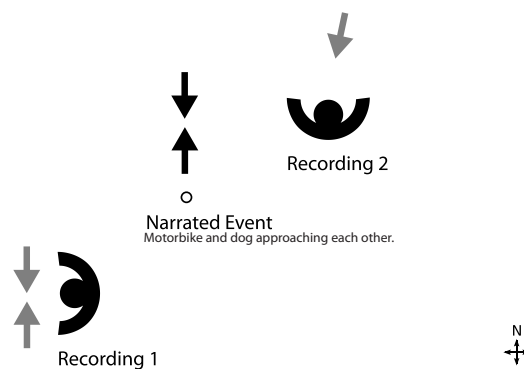 Recording 2
Narrated Event
Motorbike and dog approaching each other.
N
Recording 1